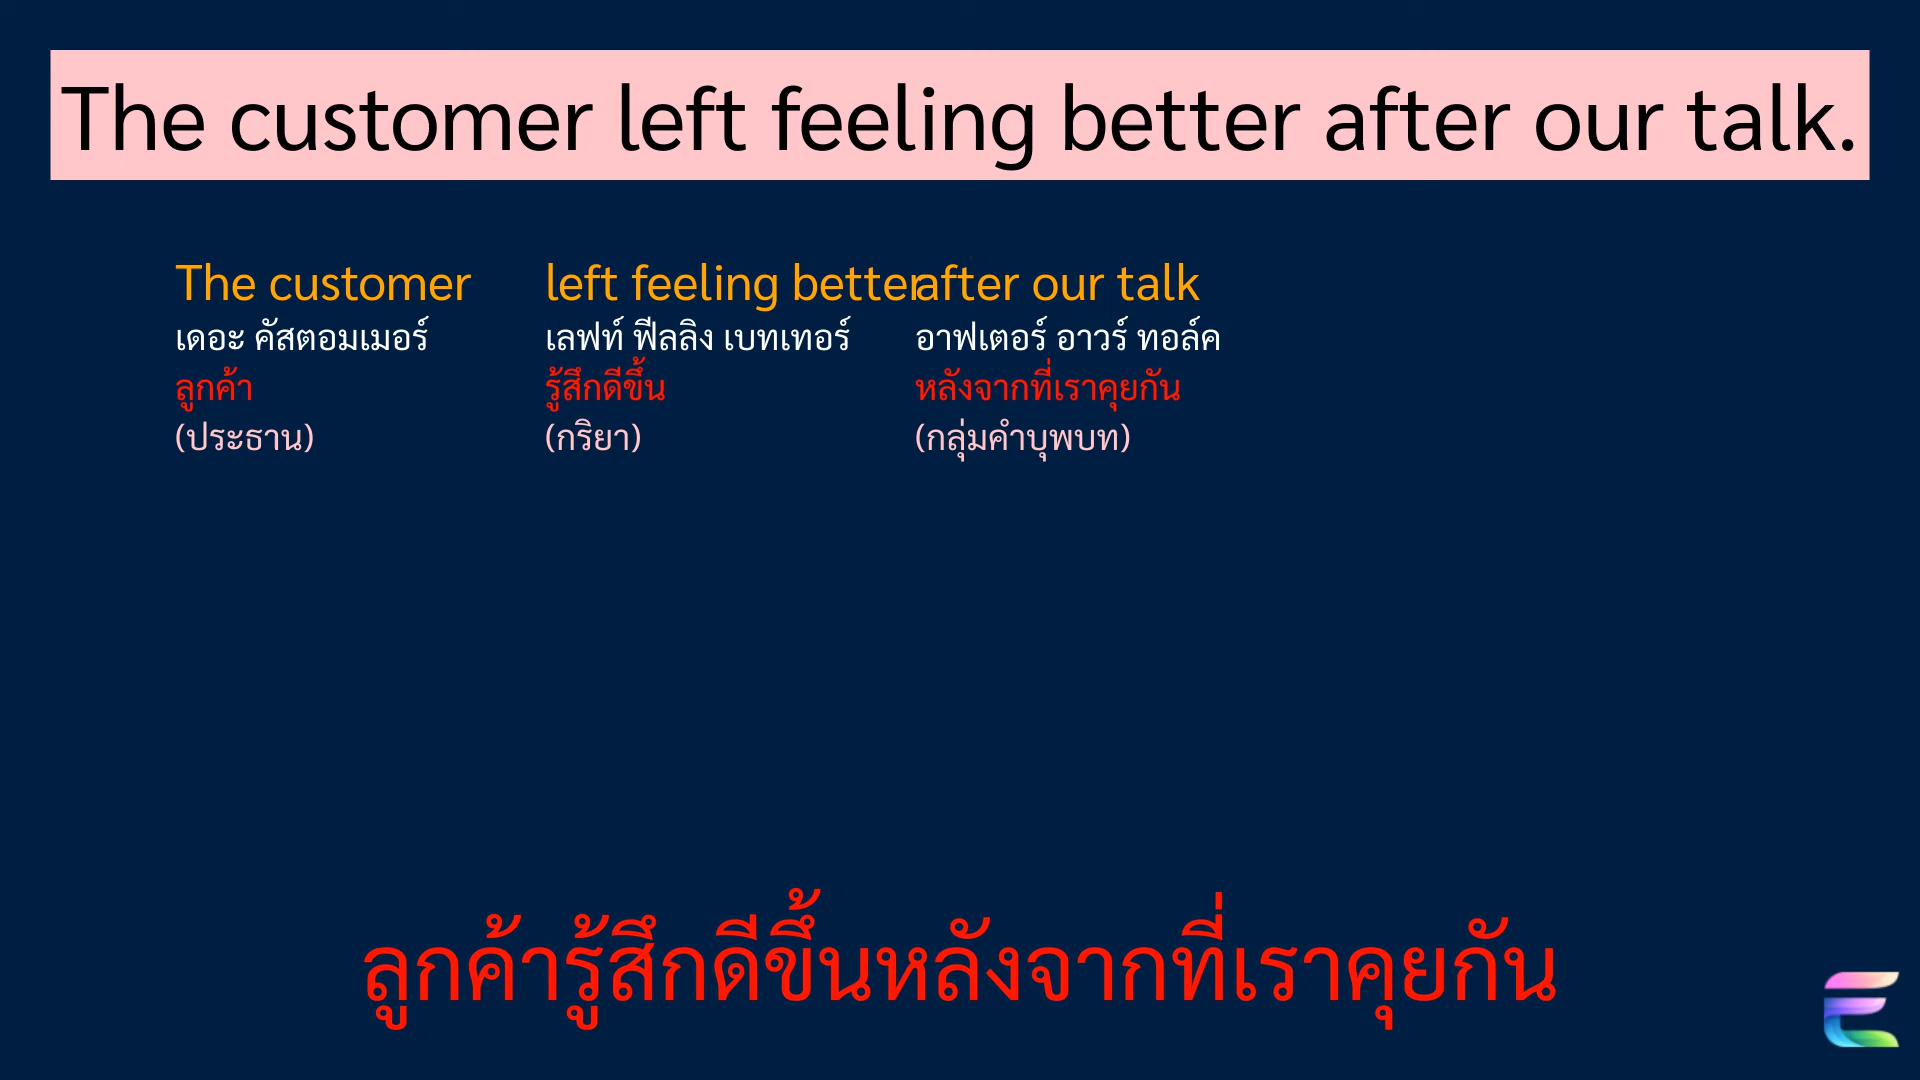 The customer left feeling better after our talk.
The customer left feeling better after our talk
เดอะ คัสตอมเมอร์ เลฟท์ ฟีลลิง เบทเทอร์ อาฟเตอร์ อาวร์ ทอล์ค
ลูกค้า รู้สึกดีขึ้น หลังจากที่เราคุยกัน
(ประธาน) (กริยา) (กลุ่มคำบุพบท)
ลูกค้ารู้สึกดีขึ้นหลังจากที่เราคุยกัน